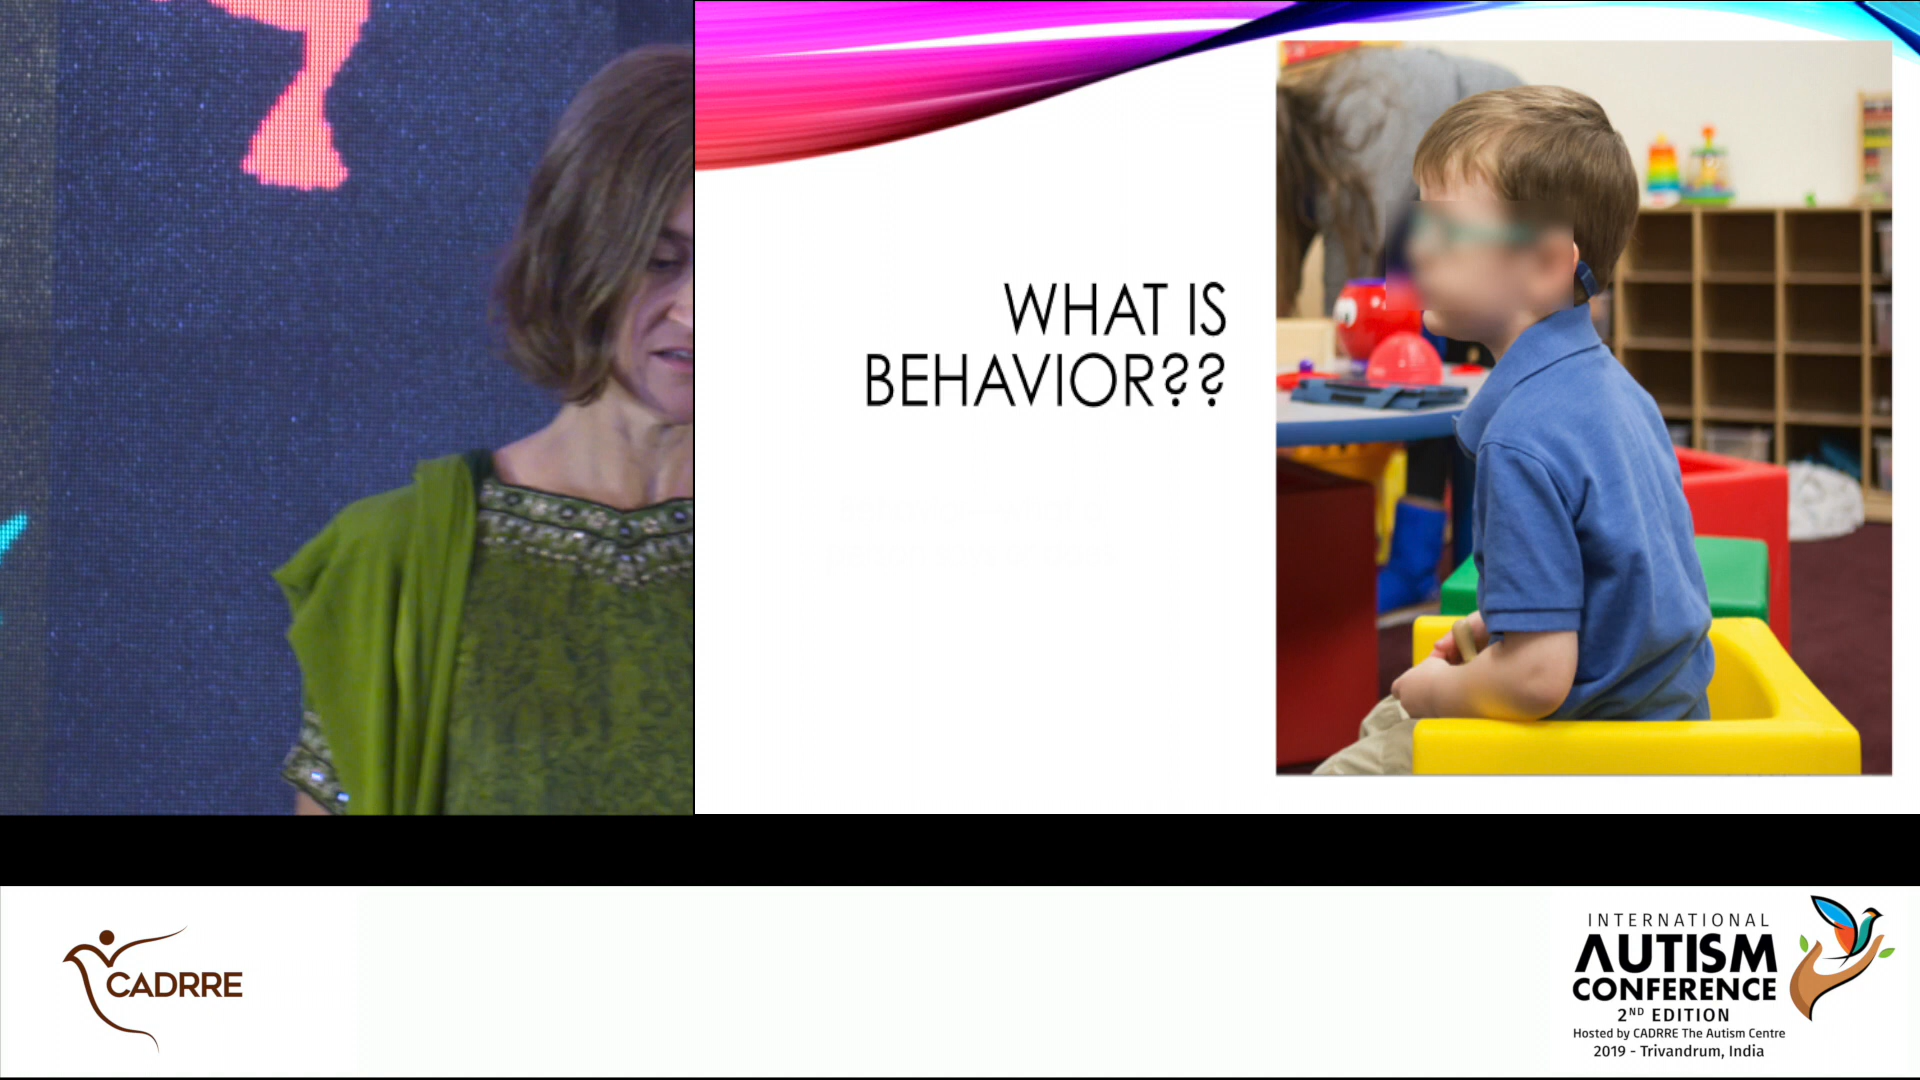 WHAT IS
BEHAVIOR??
CADRRE
INTERNATIONAL
AUTISM
CONFERENCE
2ND EDITION
Hosted by CADRRE The Autism Centre
2019 - Trivandrum, India